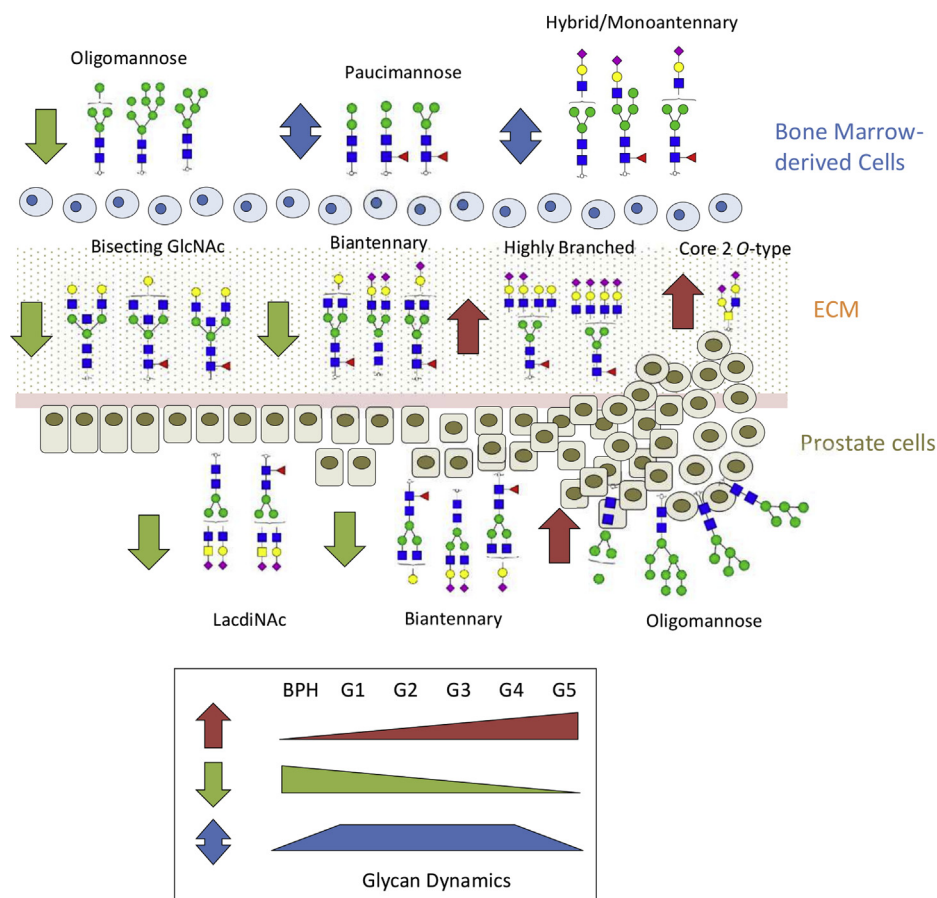 Hybrid/Monoantennary
Oligomannose
Paucimannose
Bone Marrow-
derived Cells
Bisecting GlcNAc
Biantennary
Highly Branched
Core 2 O-type
ECM
Prostate cells
LacdiNAc
Biantennary
Oligomannose
BPH G1 G2 G3 G4 G5
Glycan Dynamics